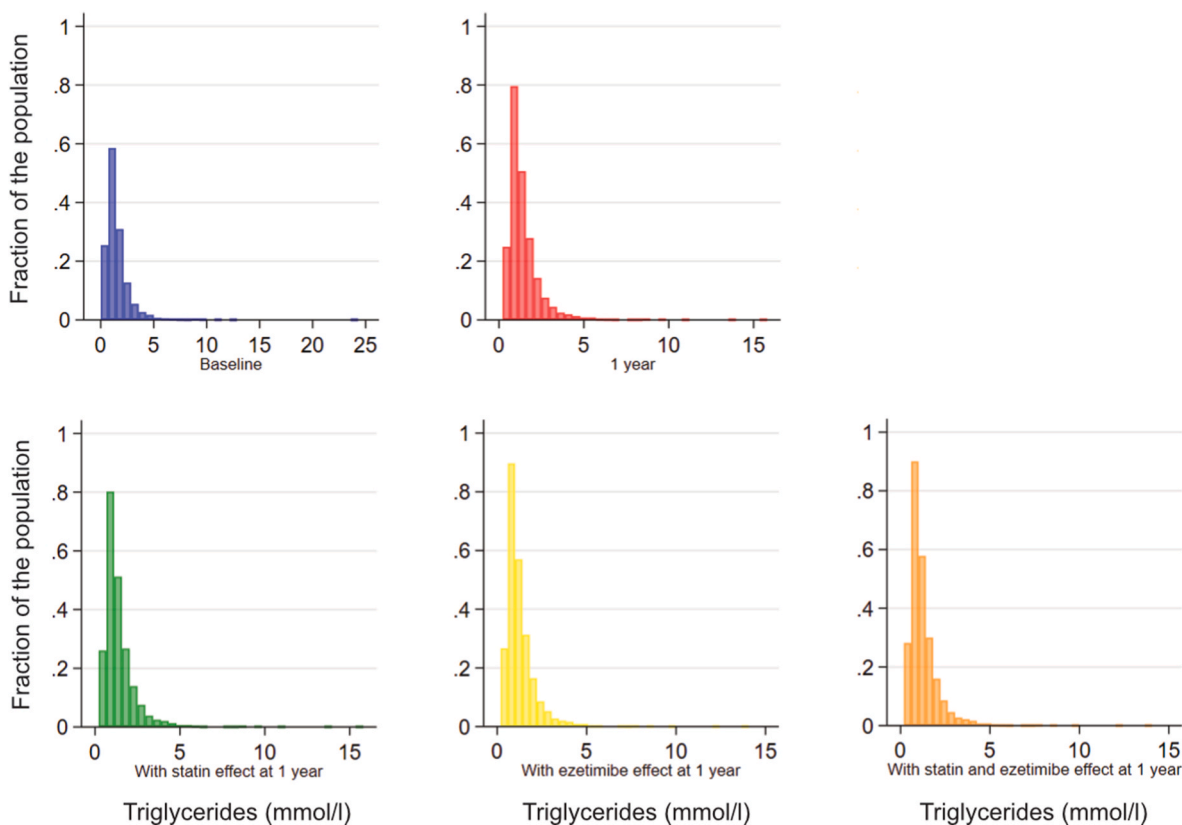 Fraction of the population
1
.8
.6
.4
.2
0
0 5 10 15 20 25
Baseline
1
.8
.6
.4
.2
0
0 5 10 15
1 year
Fraction of the population
1
.8
.6
.4
.2
0
0 5 10 15
With statin effect at 1 year
Triglycerides (mmol/l)
1
.8
.6
.4
.2
0
0 5 10 15
With ezetimibe effect at 1 year
Triglycerides (mmol/l)
1
.8
.6
.4
.2
0
0 5 10 15
With statin and ezetimibe effect at 1 year
Triglycerides (mmol/l)